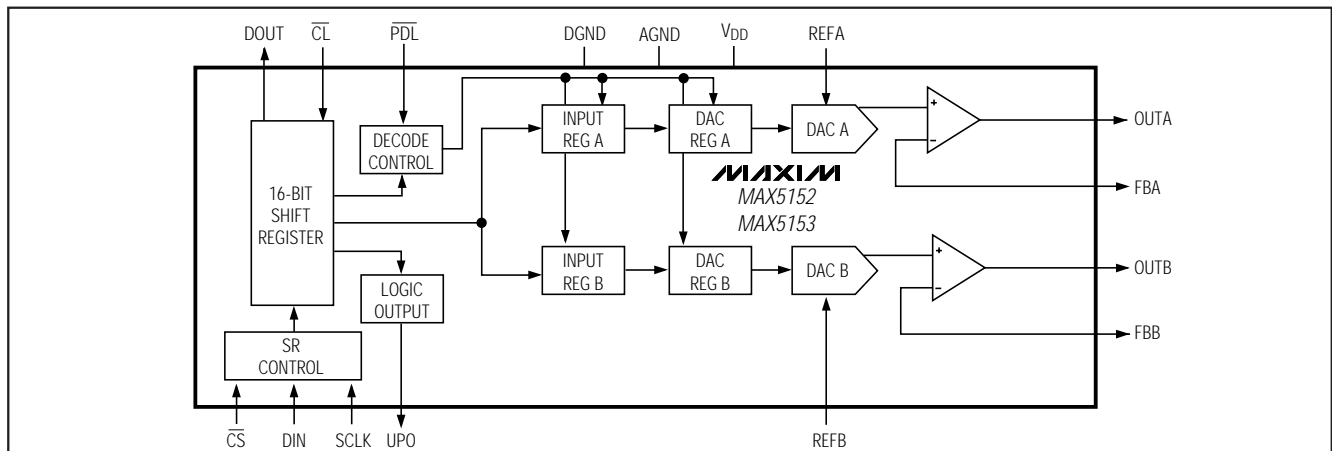 DOUT CL PDL DGND AGND VDD REFA
INPUT
REG A
DAC
REG A
DAC A
+
−
OUTA
DECODE
CONTROL
MAXIM
MAX5152
MAX5153
FBA
16-BIT
SHIFT
REGISTER
INPUT
REG B
DAC
REG B
DAC B
+
−
OUTB
LOGIC
OUTPUT
FBB
SR
CONTROL
CS DIN SCLK UPO REFB